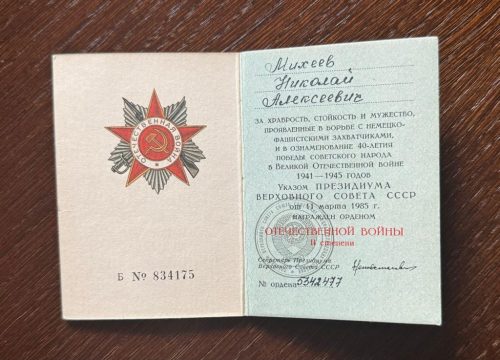 ОТЕЧЕСТВЕННАЯ ВОЙНА
Б № 834175
Михеев
Николай
Алексеевич
ЗА ХРАБРОСТЬ, СТОЙКОСТЬ И МУЖЕСТВО,
ПРОЯВЛЕННЫЕ В БОРЬБЕ С НЕМЕЦКО-
ФАШИСТСКИМИ ЗАХВАТЧИКАМИ,
И В ОЗНАМЕНОВАНИЕ 40-ЛЕТИЯ
ПОБЕДЫ СОВЕТСКОГО НАРОДА
В ВЕЛИКОЙ ОТЕЧЕСТВЕННОЙ ВОЙНЕ
1941—1945 ГОДОВ
Указом ПРЕЗИДИУМА
ВЕРХОВНОГО СОВЕТА СССР
от 11 марта 1985 г.
НАГРАЖДЕН ОРДЕНОМ
ОТЕЧЕСТВЕННОЙ ВОЙНЫ
II степени
Секретарь Президиума
Верховного Совета СССР
№ ордена 5342477